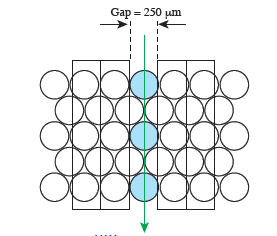 Gap = 250 µm